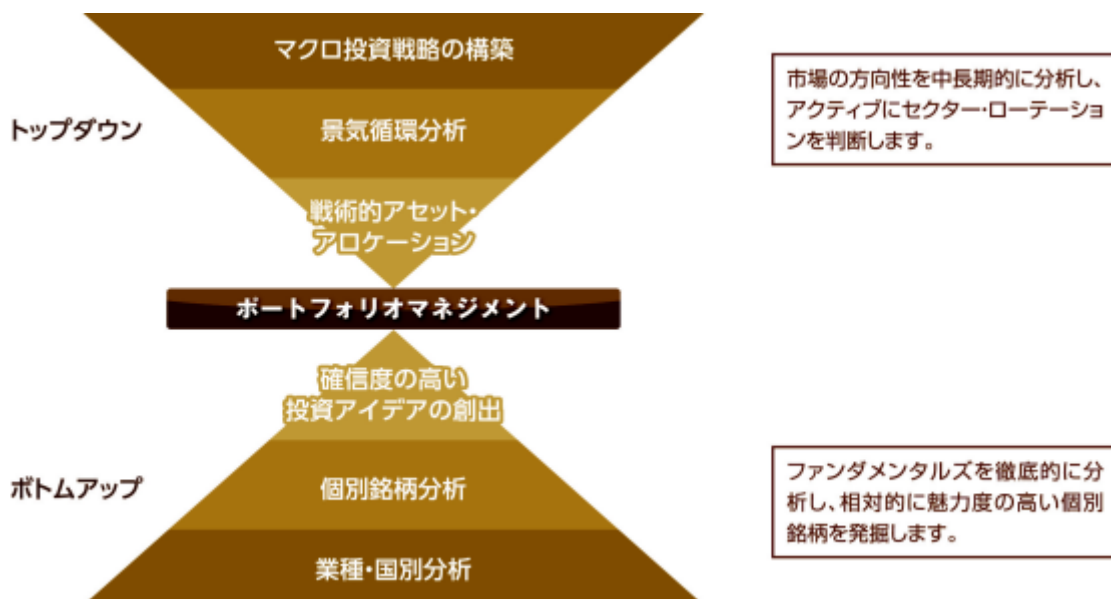 マクロ投資戦略の構築
トップダウン
景気循環分析
戦術的アセット・
アロケーション
市場の方向性を中長期的に分析し、
アクティブにセクター・ローテーショ
ンを判断します。
ポートフォリオマネジメント
確信度の高い
投資アイデアの創出
ボトムアップ
個別銘柄分析
業種・国別分析
ファンダメンタルズを徹底的に分
析し、相対的に魅力度の高い個別
銘柄を発掘します。